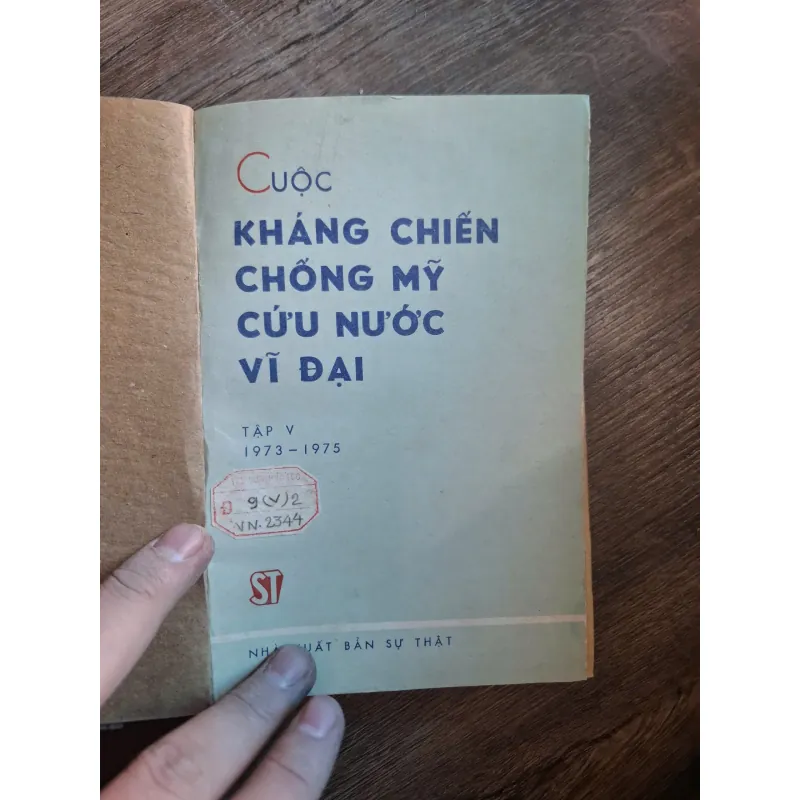 Cuộc
KHÁNG CHIẾN
CHỐNG MỸ
CỨU NƯỚC
VĨ ĐẠI
TẬP V
1973 – 1975
Đ 9(V)2
VN. 2344
ST
NHÀ XUẤT BẢN SỰ THẬT